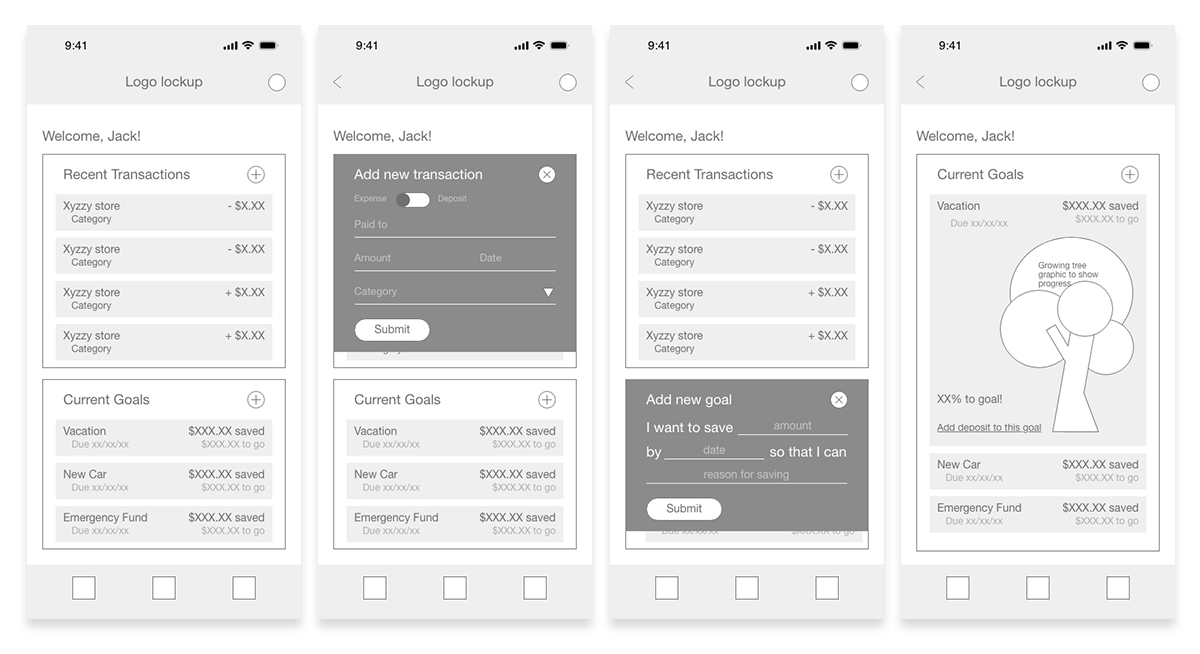 9:41
Logo lockup
Welcome, Jack!
Recent Transactions
Xyzzy store - $X.XX
Category
Xyzzy store - $X.XX
Category
Xyzzy store + $X.XX
Category
Xyzzy store + $X.XX
Category
Current Goals
Vacation $XXX.XX saved
Due xx/xx/xx $XXX.XX to go
New Car $XXX.XX saved
Due xx/xx/xx $XXX.XX to go
Emergency Fund $XXX.XX saved
Due xx/xx/xx $XXX.XX to go
9:41
Logo lockup
Welcome, Jack!
Add new transaction
Expense Deposit
Paid to
Amount Date
Category
Submit
Current Goals
Vacation $XXX.XX saved
Due xx/xx/xx $XXX.XX to go
New Car $XXX.XX saved
Due xx/xx/xx $XXX.XX to go
Emergency Fund $XXX.XX saved
Due xx/xx/xx $XXX.XX to go
9:41
Logo lockup
Welcome, Jack!
Recent Transactions
Xyzzy store - $X.XX
Category
Xyzzy store - $X.XX
Category
Xyzzy store + $X.XX
Category
Xyzzy store + $X.XX
Category
Add new goal
I want to save amount
by date so that I can
reason for saving
Submit
9:41
Logo lockup
Welcome, Jack!
Current Goals
Vacation $XXX.XX saved
Due xx/xx/xx $XXX.XX to go
Growing tree
graphic to show
progress
XX% to goal!
Add deposit to this goal
New Car $XXX.XX saved
Due xx/xx/xx $XXX.XX to go
Emergency Fund $XXX.XX saved
Due xx/xx/xx $XXX.XX to go